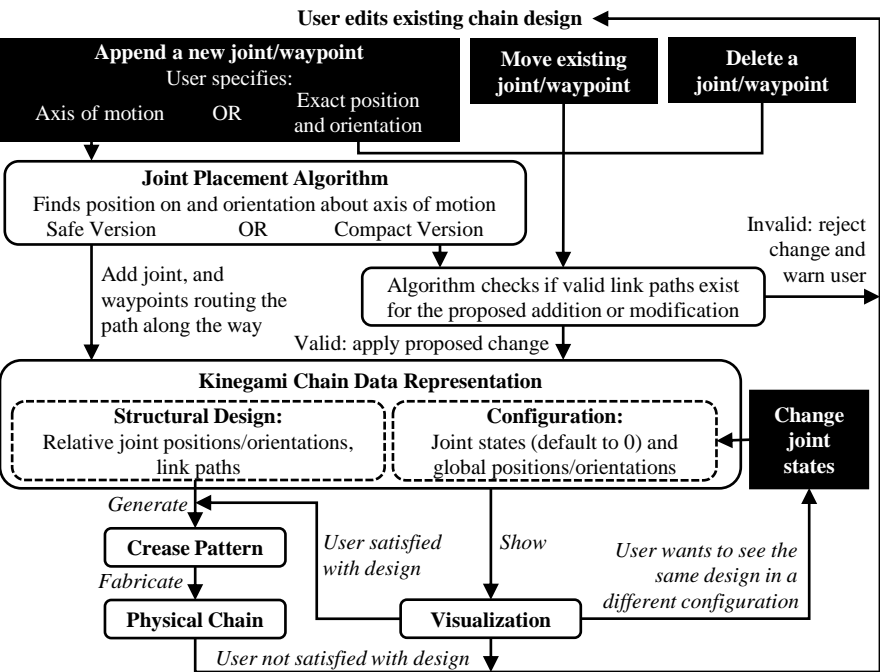 User edits existing chain design
Append a new joint/waypoint
User specifies:
Axis of motion
OR
Exact position
and orientation
Move existing
joint/waypoint
Delete a
joint/waypoint
Joint Placement Algorithm
Finds position on and orientation about axis of motion
Safe Version
OR
Compact Version
Invalid: reject
change and
warn user
Add joint, and
waypoints routing the
path along the way
Algorithm checks if valid link paths exist
for the proposed addition or modification
Valid: apply proposed change
Kinegami Chain Data Representation
Structural Design:
Relative joint positions/orientations,
link paths
Configuration:
Joint states (default to 0) and
global positions/orientations
Change
joint
states
Generate
Crease Pattern
User satisfied
with design
Show
User wants to see the
same design in a
different configuration
Fabricate
Physical Chain
Visualization
User not satisfied with design